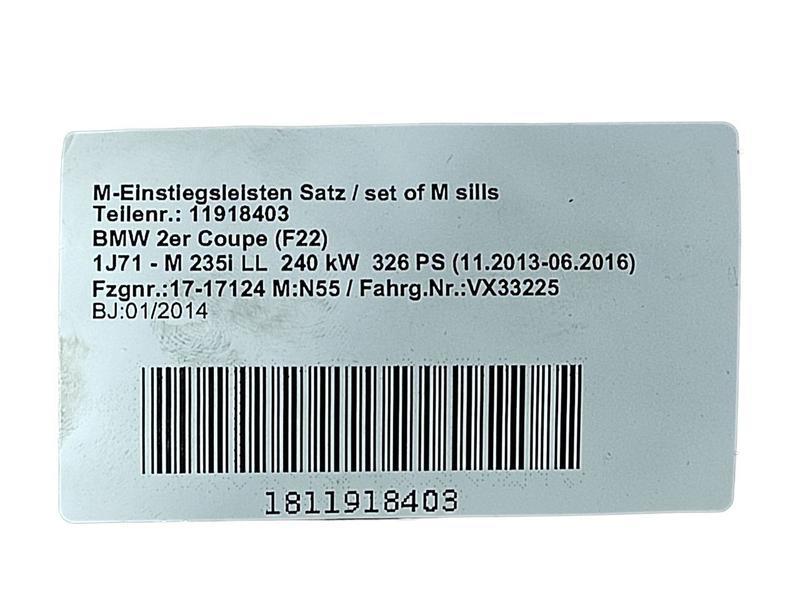 M-Einstiegsleisten Satz / set of M sills
Teilenr.: 11918403
BMW 2er Coupe (F22)
1J71 - M 235i LL 240 kW 326 PS (11.2013-06.2016)
Fzgnr.:17-17124 M:N55 / Fahrg.Nr.:VX33225
BJ:01/2014
1811918403